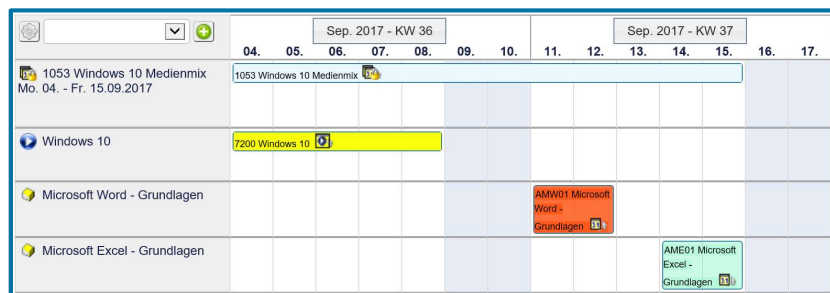 Sep. 2017 - KW 36
Sep. 2017 - KW 37
04. 05. 06. 07. 08. 09. 10. 11. 12. 13. 14. 15. 16. 17.
1053 Windows 10 Medienmix
Mo. 04. - Fr. 15.09.2017
1053 Windows 10 Medienmix
Windows 10
7200 Windows 10
Microsoft Word - Grundlagen
AMW01 Microsoft
Word -
Grundlagen 31
Microsoft Excel - Grundlagen
AME01 Microsoft
Excel -
Grundlagen 31